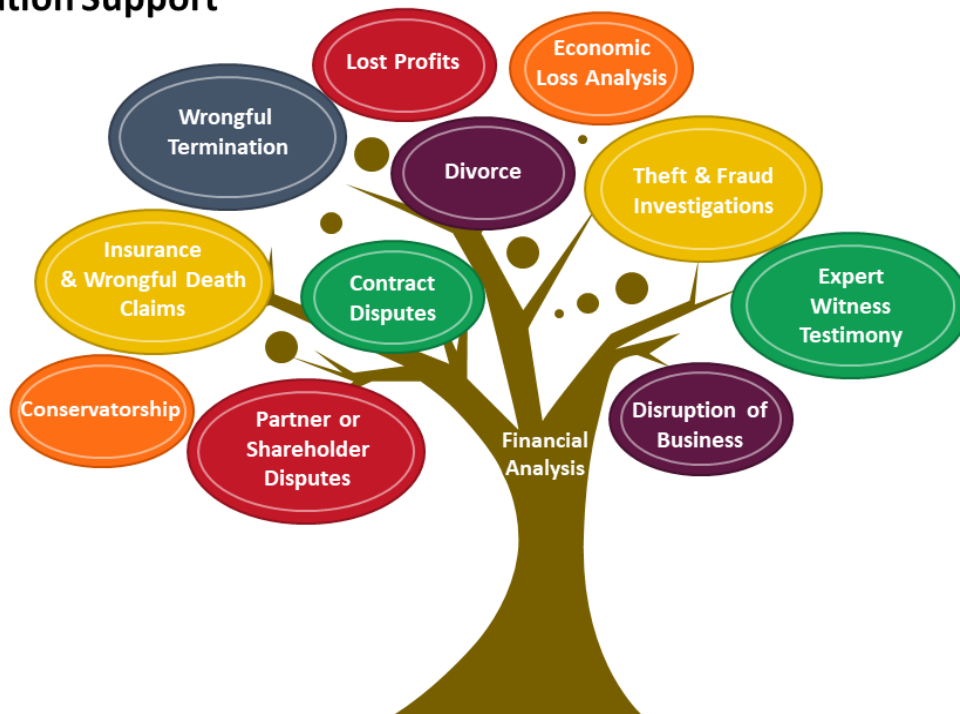 Support
Lost Profits
Economic
Loss Analysis
Wrongful
Termination
Divorce
Theft & Fraud
Investigations
Insurance
& Wrongful Death
Claims
Contract
Disputes
Expert
Witness
Testimony
Conservatorship
Partner or
Shareholder
Disputes
Disruption of
Business
Financial
Analysis